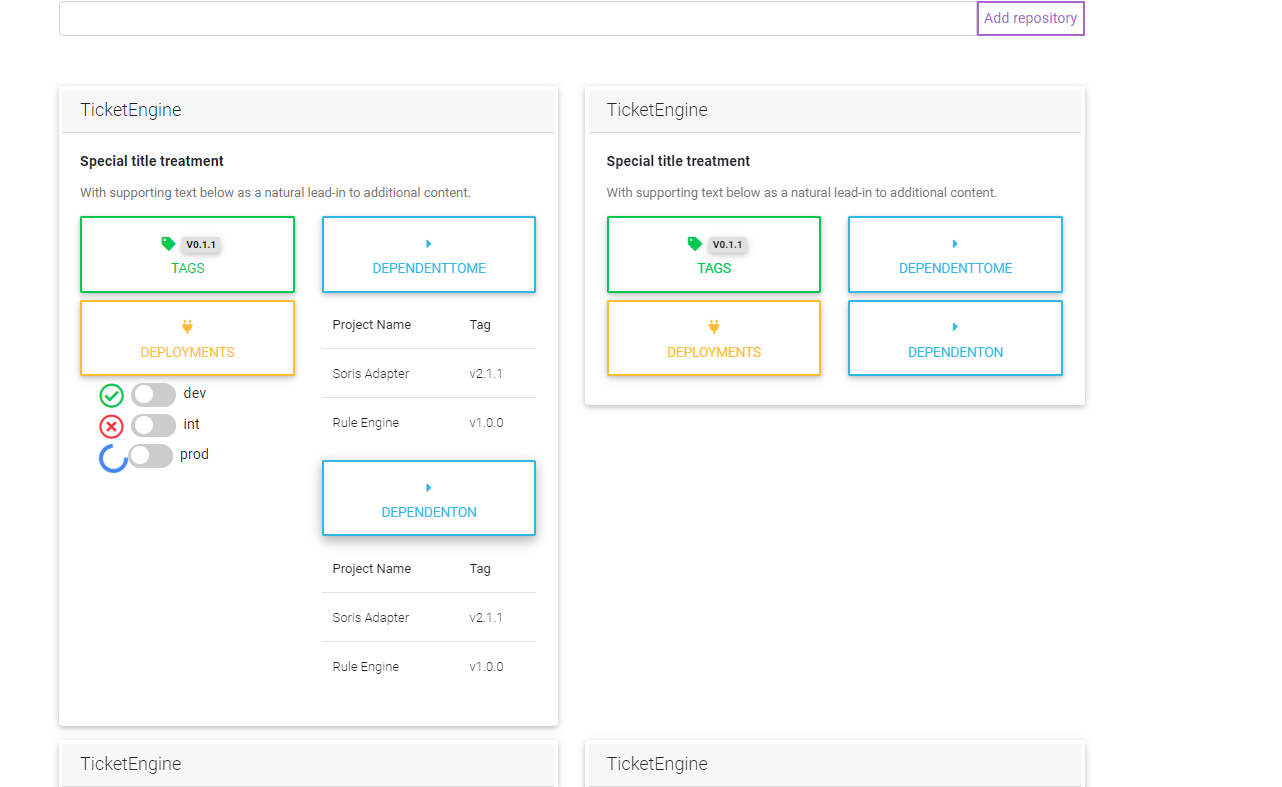 Add repository
TicketEngine
Special title treatment
With supporting text below as a natural lead-in to additional content.
V0.1.1
TAGS
DEPENDENTTOME
DEPLOYMENTS
dev
int
prod
Project Name Tag
Soris Adapter v2.1.1
Rule Engine v1.0.0
DEPENDENTON
Project Name Tag
Soris Adapter v2.1.1
Rule Engine v1.0.0
TicketEngine
Special title treatment
With supporting text below as a natural lead-in to additional content.
V0.1.1
TAGS
DEPENDENTTOME
DEPLOYMENTS
DEPENDENTON
TicketEngine
TicketEngine